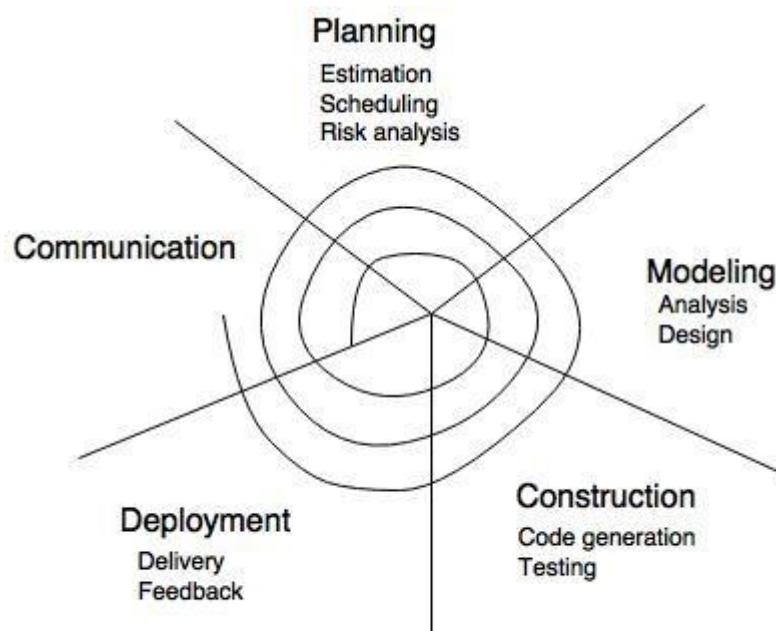 Planning
Estimation
Scheduling
Risk analysis
Communication
Modeling
Analysis
Design
Construction
Code generation
Testing
Deployment
Delivery
Feedback